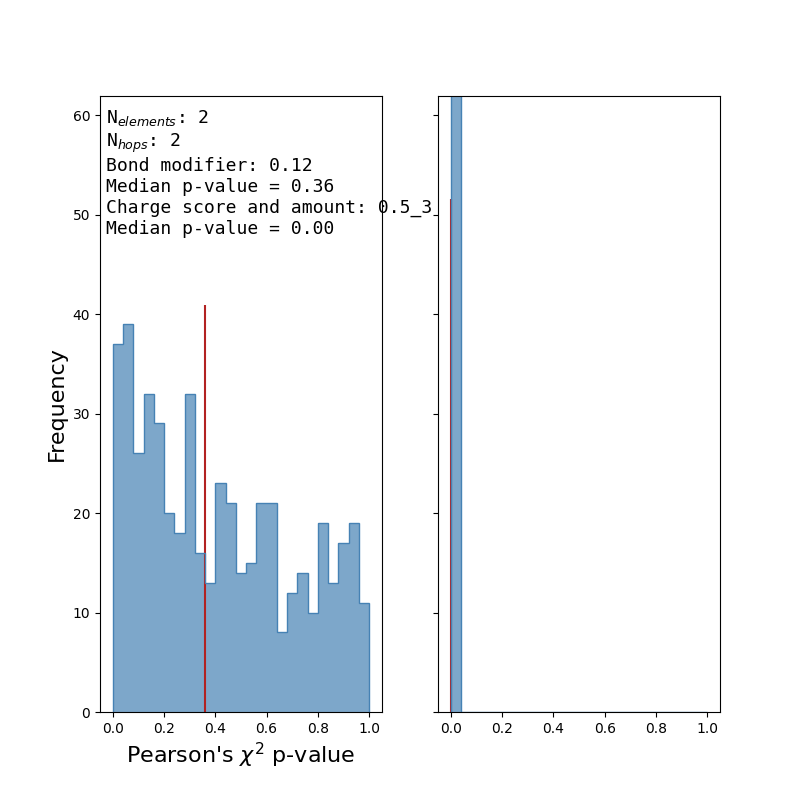 60
50
40
30
20
10
0
Frequency
N_elements: 2
N_hops: 2
Bond modifier: 0.12
Median p-value = 0.36
Charge score and amount: 0.5_3
Median p-value = 0.00
0.0 0.2 0.4 0.6 0.8 1.0
Pearson's χ² p-value
0.0 0.2 0.4 0.6 0.8 1.0